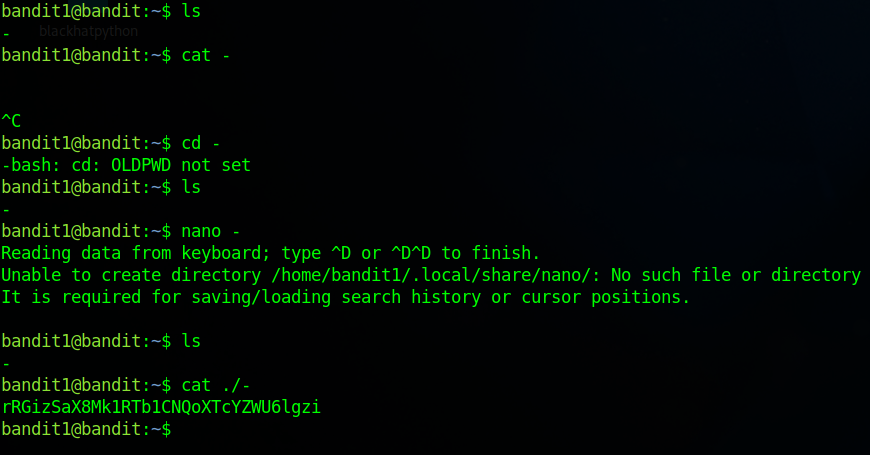 bandit1@bandit:~$ ls
-
blackhatpython
bandit1@bandit:~$ cat -
^C
bandit1@bandit:~$ cd -
-bash: cd: OLDPWD not set
bandit1@bandit:~$ ls
-
bandit1@bandit:~$ nano -
Reading data from keyboard; type ^D or ^D^D to finish.
Unable to create directory /home/bandit1/.local/share/nano/: No such file or directory
It is required for saving/loading search history or cursor positions.
bandit1@bandit:~$ ls
-
bandit1@bandit:~$ cat ./-
rRGizSaX8Mk1RTb1CNQoXTcYZWU6lgzi
bandit1@bandit:~$